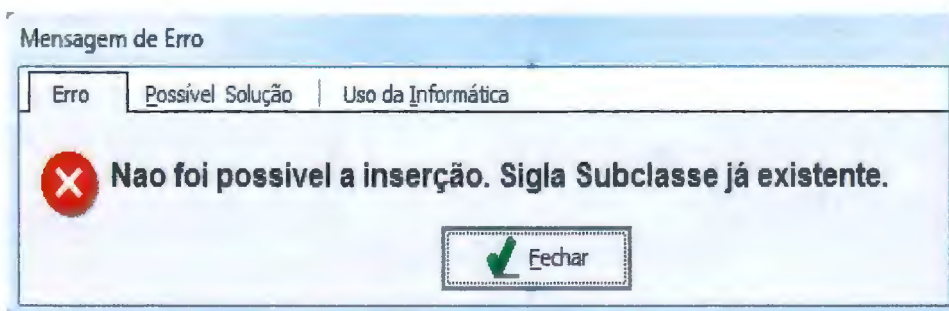 Mensagem de Erro
Erro Possível Solução Uso da Informática
Nao foi possivel a inserção. Sigla Subclasse já existente.
Fechar